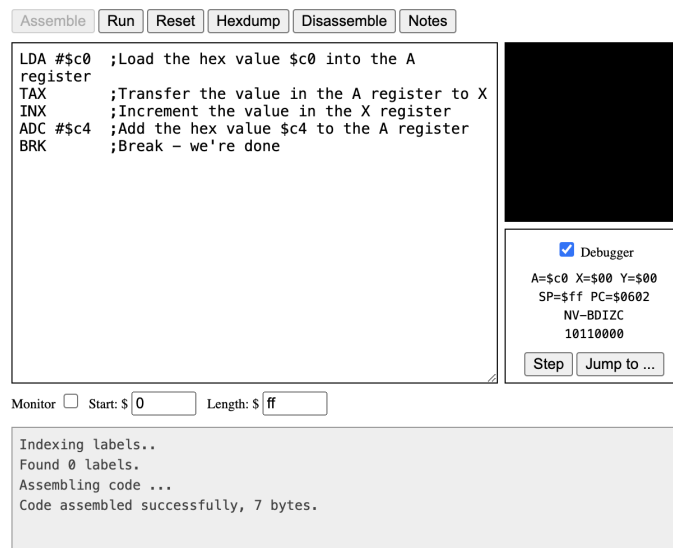 Assemble Run Reset Hexdump Disassemble Notes
LDA #$c0  ;Load the hex value $c0 into the A
register
TAX       ;Transfer the value in the A register to X
INX       ;Increment the value in the X register
ADC #$c4  ;Add the hex value $c4 to the A register
BRK       ;Break - we're done
Debugger
A=$c0 X=$00 Y=$00
SP=$ff PC=$0602
NV-BDIZC
10110000
Step Jump to ...
Monitor Start: $ 0 Length: $ ff
Indexing labels..
Found 0 labels.
Assembling code ...
Code assembled successfully, 7 bytes.